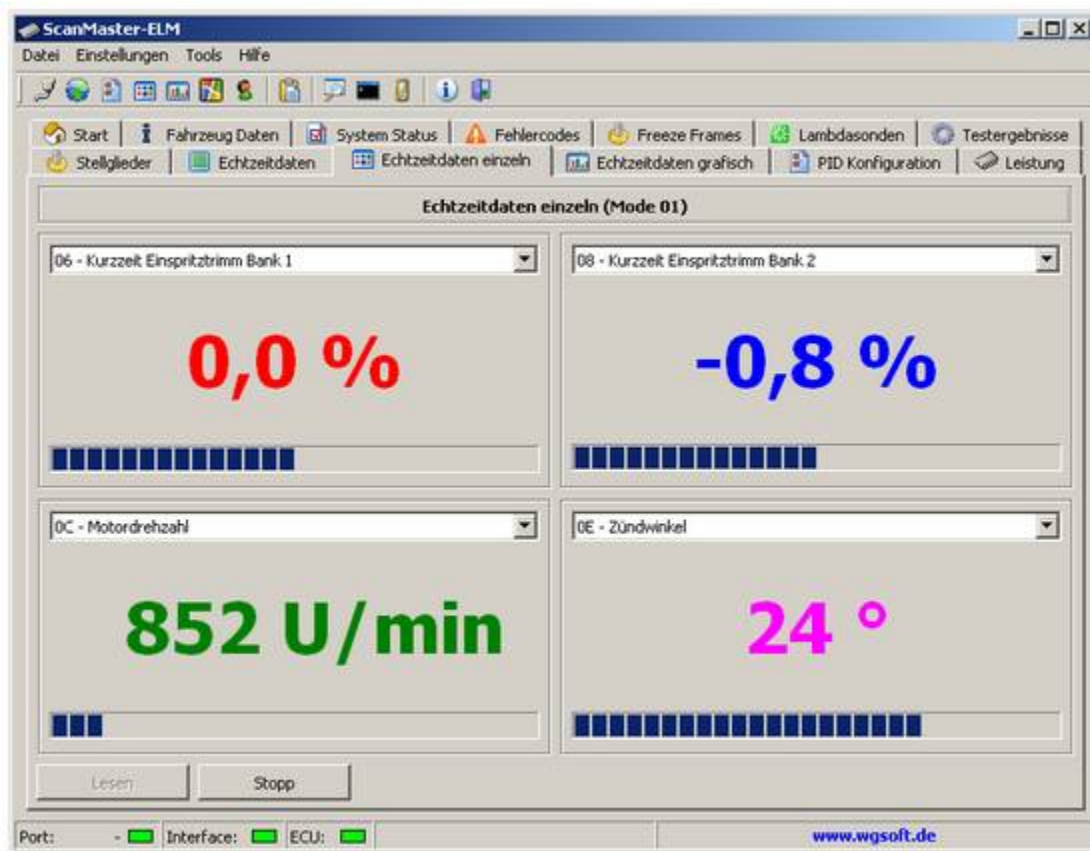 ScanMaster-ELM
Datei Einstellungen Tools Hilfe
Start Fahrzeug Daten System Status Fehlercodes Freeze Frames Lambdasonden Testergebnisse
Stellglieder Echtzeitdaten Echtzeitdaten einzeln Echtzeitdaten grafisch PID Konfiguration Leistung
Echtzeitdaten einzeln (Mode 01)
06 - Kurzzeit Einspritztrimm Bank 1
08 - Kurzzeit Einspritztrimm Bank 2
0,0 %
-0,8 %
0C - Motordrehzahl
0E - Zündwinkel
852 U/min
24 °
Lesen Stopp
Port: - Interface: ECU: www.wgsoft.de